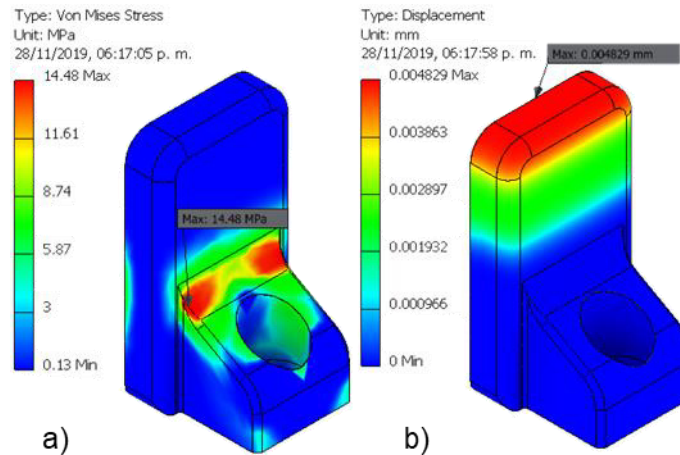 Type: Von Mises Stress
Unit: MPa
28/11/2019, 06:17:05 p. m.
14.48 Max
11.61
8.74
5.87
3
0.13 Min
Max: 14.48 MPa
a)
Type: Displacement
Unit: mm
28/11/2019, 06:17:58 p. m.
Max: 0.004829 mm
0.004829 Max
0.003863
0.002897
0.001932
0.000966
0 Min
b)